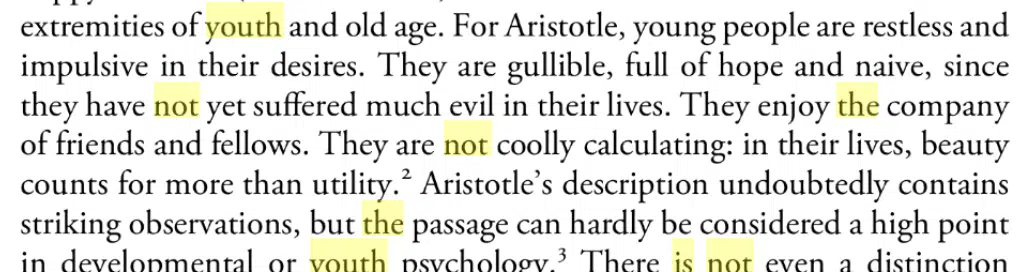 extremities of youth and old age. For Aristotle, young people are restless and
impulsive in their desires. They are gullible, full of hope and naive, since
they have not yet suffered much evil in their lives. They enjoy the company
of friends and fellows. They are not coolly calculating: in their lives, beauty
counts for more than utility.² Aristotle’s description undoubtedly contains
striking observations, but the passage can hardly be considered a high point
in developmental or youth psychology.³ There is not even a distinction